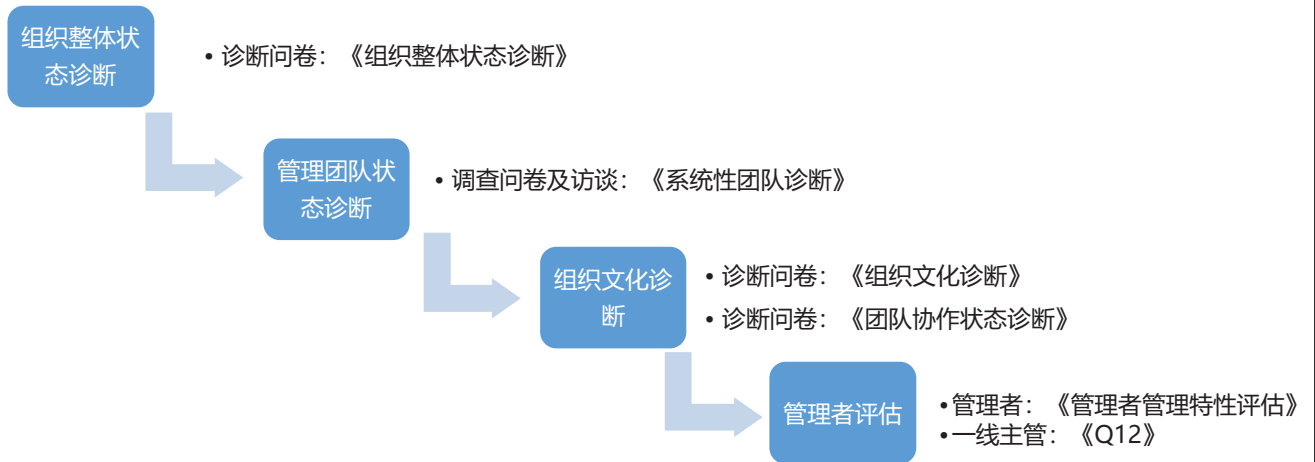 组织整体状
态诊断
• 诊断问卷：《组织整体状态诊断》
管理团队状
态诊断
• 调查问卷及访谈：《系统性团队诊断》
组织文化诊
断
• 诊断问卷：《组织文化诊断》
• 诊断问卷：《团队协作状态诊断》
管理者评估
•管理者：《管理者管理特性评估》
•一线主管：《Q12》